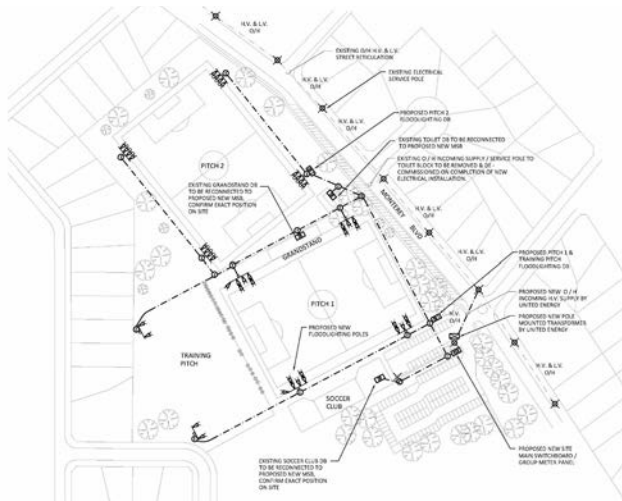 H.V. & L.V.
O/H
H.V. & L.V.
O/H
EXISTING O/H H.V. & L.V.
STREET RETICULATION
EXISTING ELECTRICAL
SERVICE POLE
H.V. & L.V.
O/H
H.V. & L.V.
O/H
PROPOSED PITCH 2
FLOODLIGHTING DB
EXISTING TOILET DB TO BE RECONNECTED
TO PROPOSED NEW MSB
EXISTING O / H INCOMING SUPPLY / SERVICE POLE TO
TOILET BLOCK TO BE REMOVED & DE -
COMMISSIONED ON COMPLETION OF NEW
ELECTRICAL INSTALLATION.
PITCH 2
EXISTING GRANDSTAND DB
TO BE RECONNECTED TO
PROPOSED NEW MSB,
CONFIRM EXACT POSITION
ON SITE
H.V. & L.V.
O/H
MONTEREY
BLVD
GRANDSTAND
H.V. & L.V.
O/H
PROPOSED PITCH 1 &
TRAINING PITCH
FLOODLIGHTING DB
PROPOSED NEW O / H
INCOMING H.V. SUPPLY BY
UNITED ENERGY
PITCH 1
H.V.
O/H
PROPOSED NEW POLE
MOUNTED TRANSFORMER
BY UNITED ENERGY
PROPOSED NEW
FLOODLIGHTING POLES
TRAINING
PITCH
H.V. & L.V.
O/H
SOCCER
CLUB
EXISTING SOCCER CLUB DB
TO BE RECONNECTED TO
PROPOSED NEW MSB,
CONFIRM EXACT POSITION
ON SITE
PROPOSED NEW SITE
MAIN SWITCHBOARD /
GROUP METER PANEL